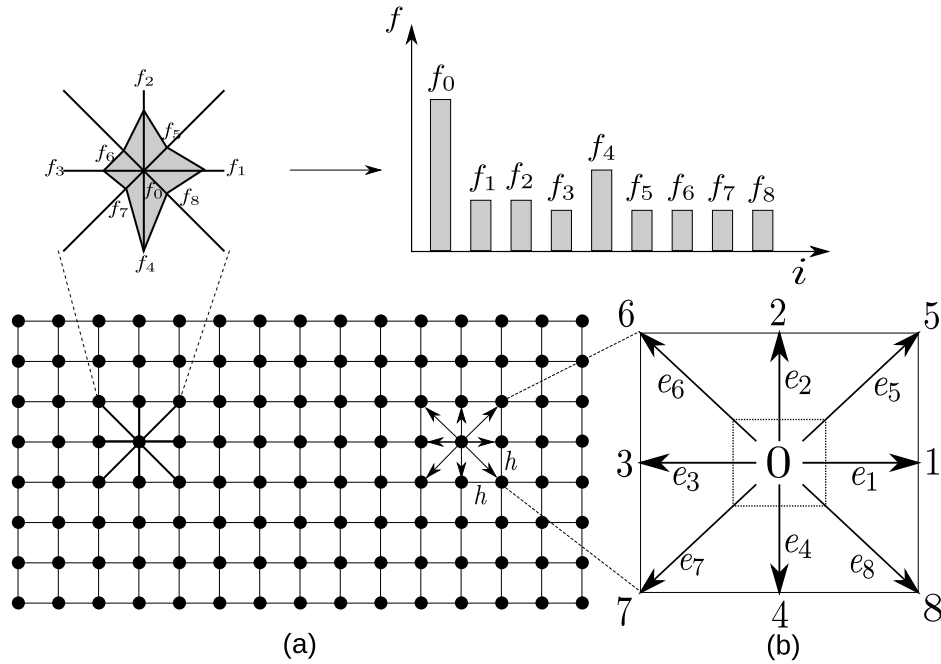 f
f₀
f₁ f₂ f₃ f₄ f₅ f₆ f₇ f₈
i
f₂
f₆ f₅
f₃ f₀ f₁
f₇ f₈
f₄
h
h
(a)
6 2 5
e₆ e₂ e₅
3 0 1
e₃ e₁
e₇ e₄ e₈
7 4 8
(b)